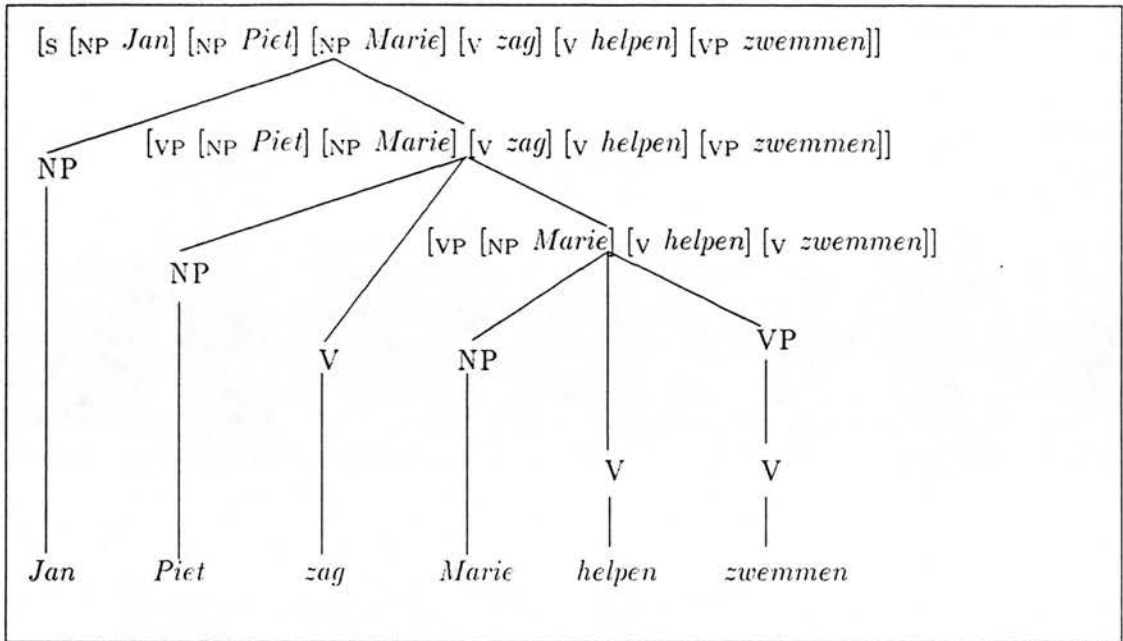 [S [NP Jan] [NP Piet] [NP Marie] [V zag] [V helpen] [VP zwemmen]]
[VP [NP Piet] [NP Marie] [V zag] [V helpen] [VP zwemmen]]
NP
[VP [NP Marie] [V helpen] [V zwemmen]]
NP
V NP VP
V V
Jan Piet zag Marie helpen zwemmen